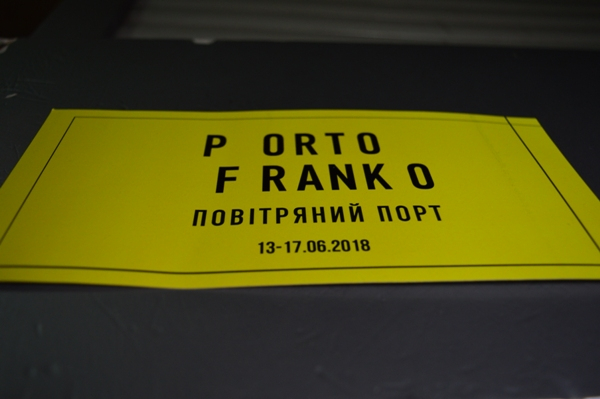 P ORTO
F RANK O
ПОВІТРЯНИЙ ПОРТ
13-17.06.2018